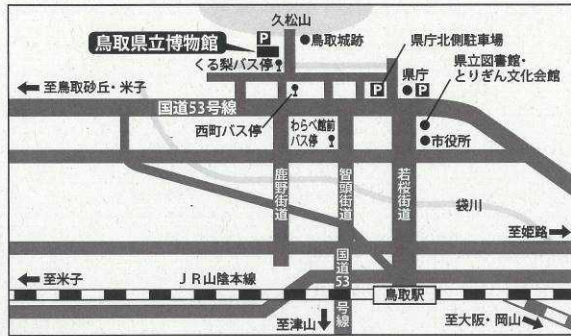 久松山
鳥取県立博物館
P
鳥取城跡
県庁北側駐車場
くる梨バス停
県庁
P
P
県立図書館・
とりぎん文化会館
至鳥取砂丘・米子
国道53号線
西町バス停
わらべ館前
バス停
市役所
鹿野街道
智頭街道
若桜街道
袋川
至姫路
国道53号線
至米子
JR山陰本線
鳥取駅
至津山
至大阪・岡山